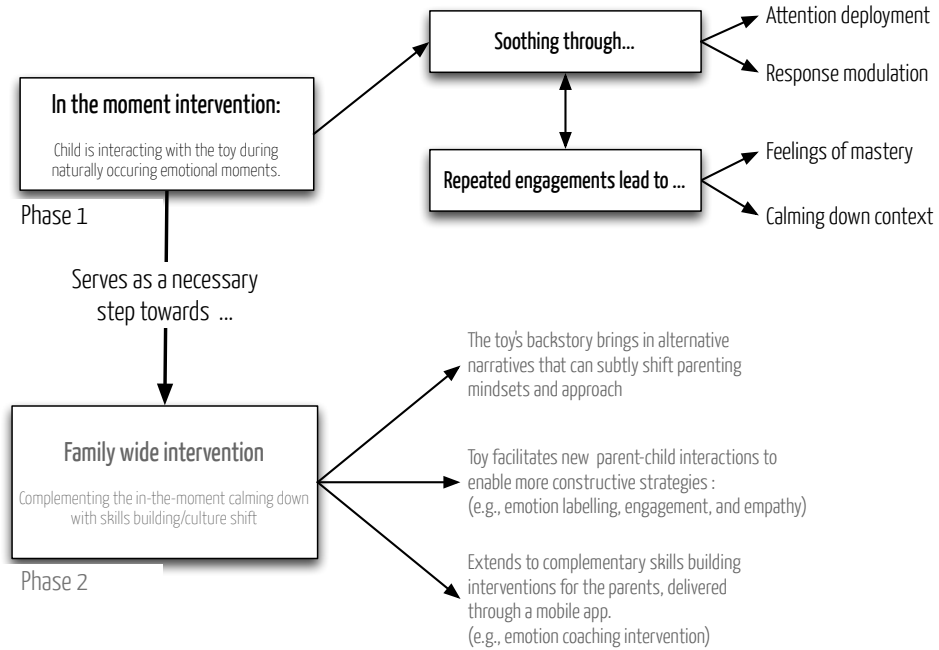 In the moment intervention:
Child is interacting with the toy during
naturally occuring emotional moments.
Phase 1
Soothing through...
Attention deployment
Response modulation
Repeated engagements lead to ...
Feelings of mastery
Calming down context
Serves as a necessary
step towards ...
Family wide intervention
Complementing the in-the-moment calming down
with skills building/culture shift
Phase 2
The toy's backstory brings in alternative
narratives that can subtly shift parenting
mindsets and approach
Toy facilitates new parent-child interactions to
enable more constructive strategies :
(e.g., emotion labelling, engagement, and empathy)
Extends to complementary skills building
interventions for the parents, delivered
through a mobile app.
(e.g., emotion coaching intervention)